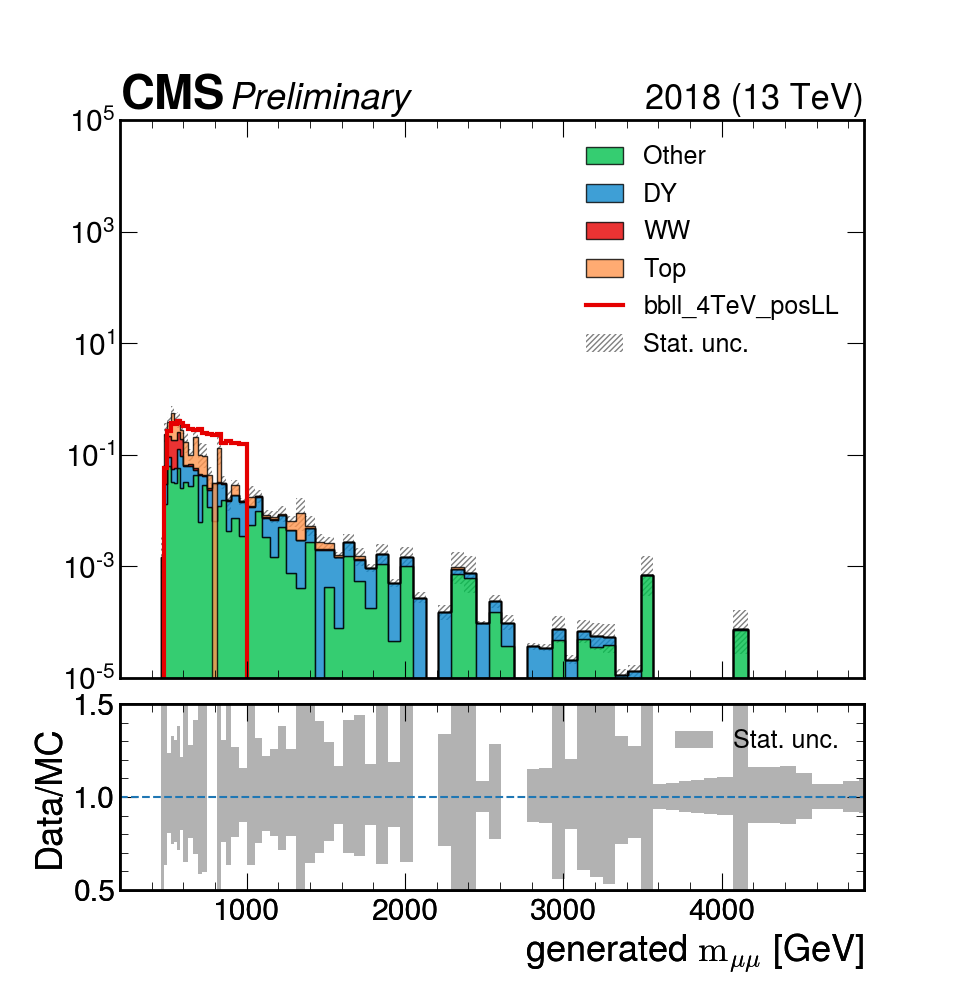 CMS Preliminary 2018 (13 TeV)
10^5
10^3
10^1
10^-1
10^-3
10^-5
Other
DY
WW
Top
bbll_4TeV_posLL
Stat. unc.
1.5
1.0
0.5
Data/MC
Stat. unc.
1000 2000 3000 4000
generated m_μμ [GeV]